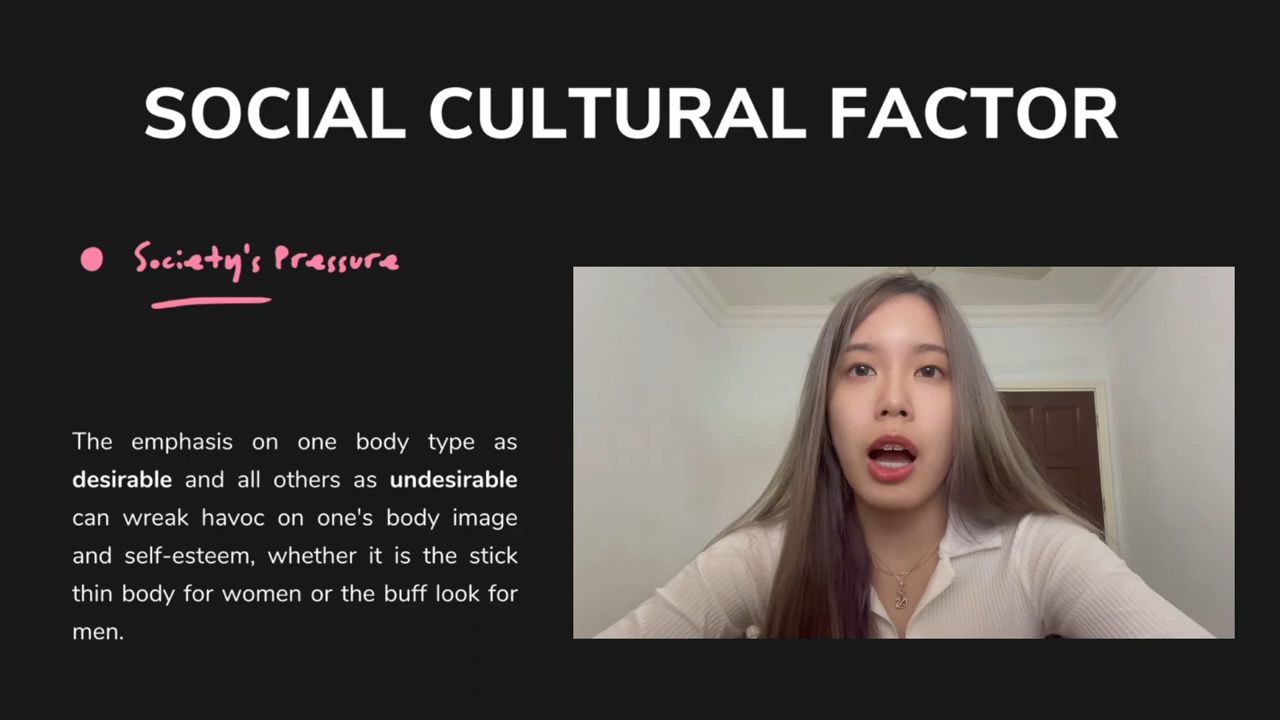 SOCIAL CULTURAL FACTOR
Society's Pressure
The emphasis on one body type as
desirable and all others as undesirable
can wreak havoc on one's body image
and self-esteem, whether it is the stick
thin body for women or the buff look for
men.